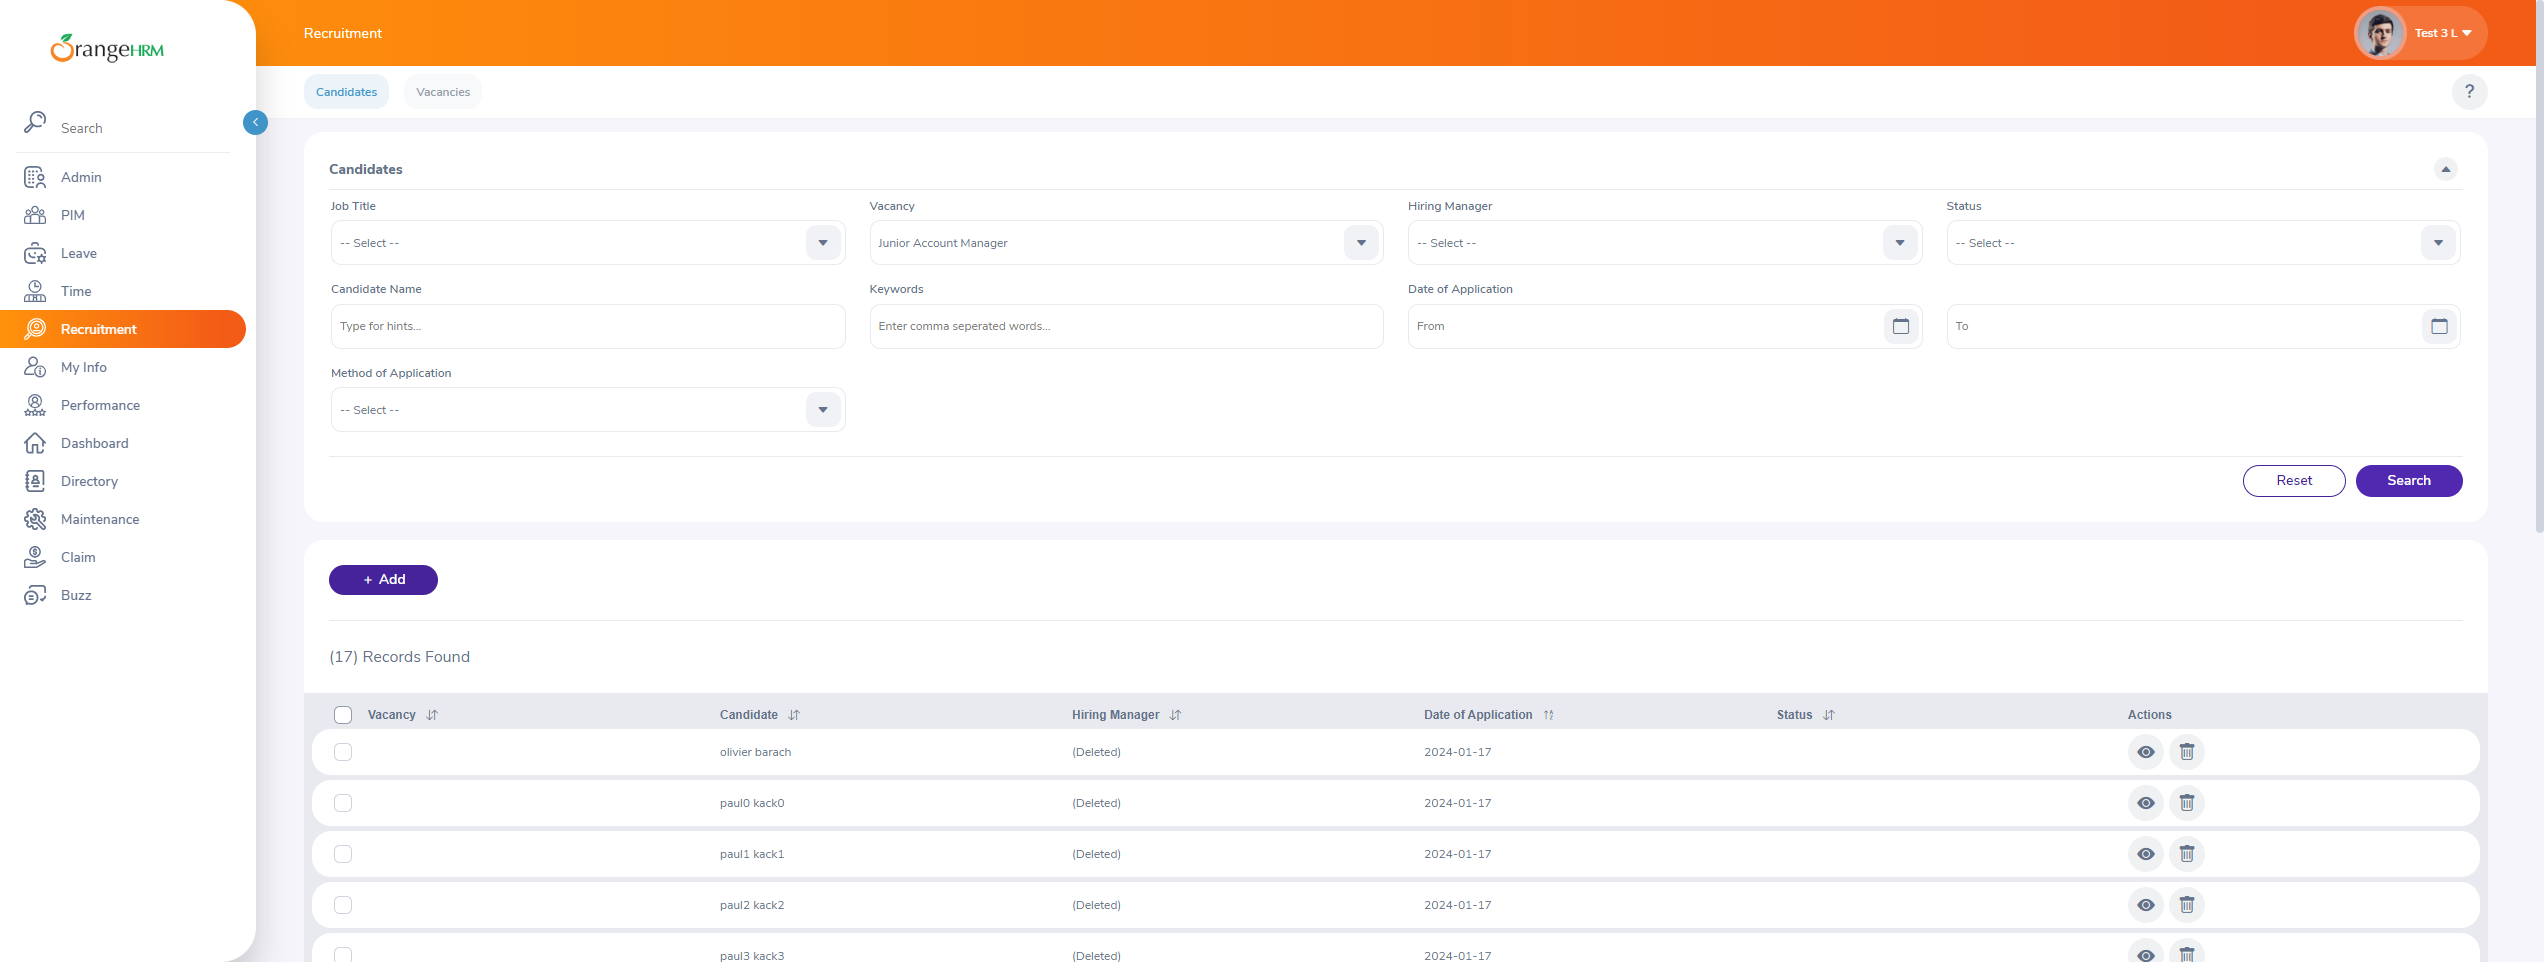 OrangeHRM
Search
Admin
PIM
Leave
Time
Recruitment
My Info
Performance
Dashboard
Directory
Maintenance
Claim
Buzz
Recruitment
Test 3 L
Candidates Vacancies ?
Candidates
Job Title Vacancy Hiring Manager Status
-- Select -- Junior Account Manager -- Select -- -- Select --
Candidate Name Keywords Date of Application
Type for hints... Enter comma seperated words... From To
Method of Application
-- Select --
Reset Search
+ Add
(17) Records Found
Vacancy Candidate Hiring Manager Date of Application Status Actions
olivier barach (Deleted) 2024-01-17
paul0 kack0 (Deleted) 2024-01-17
paul1 kack1 (Deleted) 2024-01-17
paul2 kack2 (Deleted) 2024-01-17
paul3 kack3 (Deleted) 2024-01-17